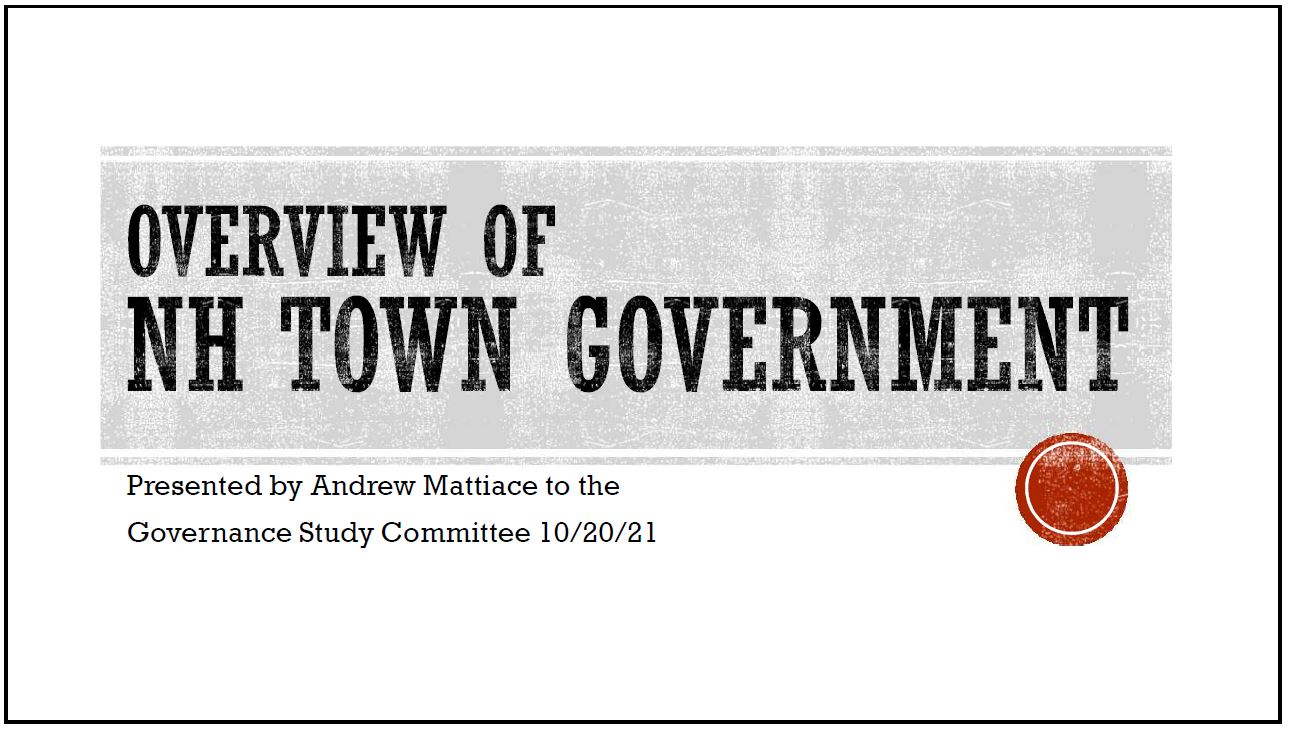 OVERVIEW OF
NH TOWN GOVERNMENT
Presented by Andrew Mattiace to the
Governance Study Committee 10/20/21